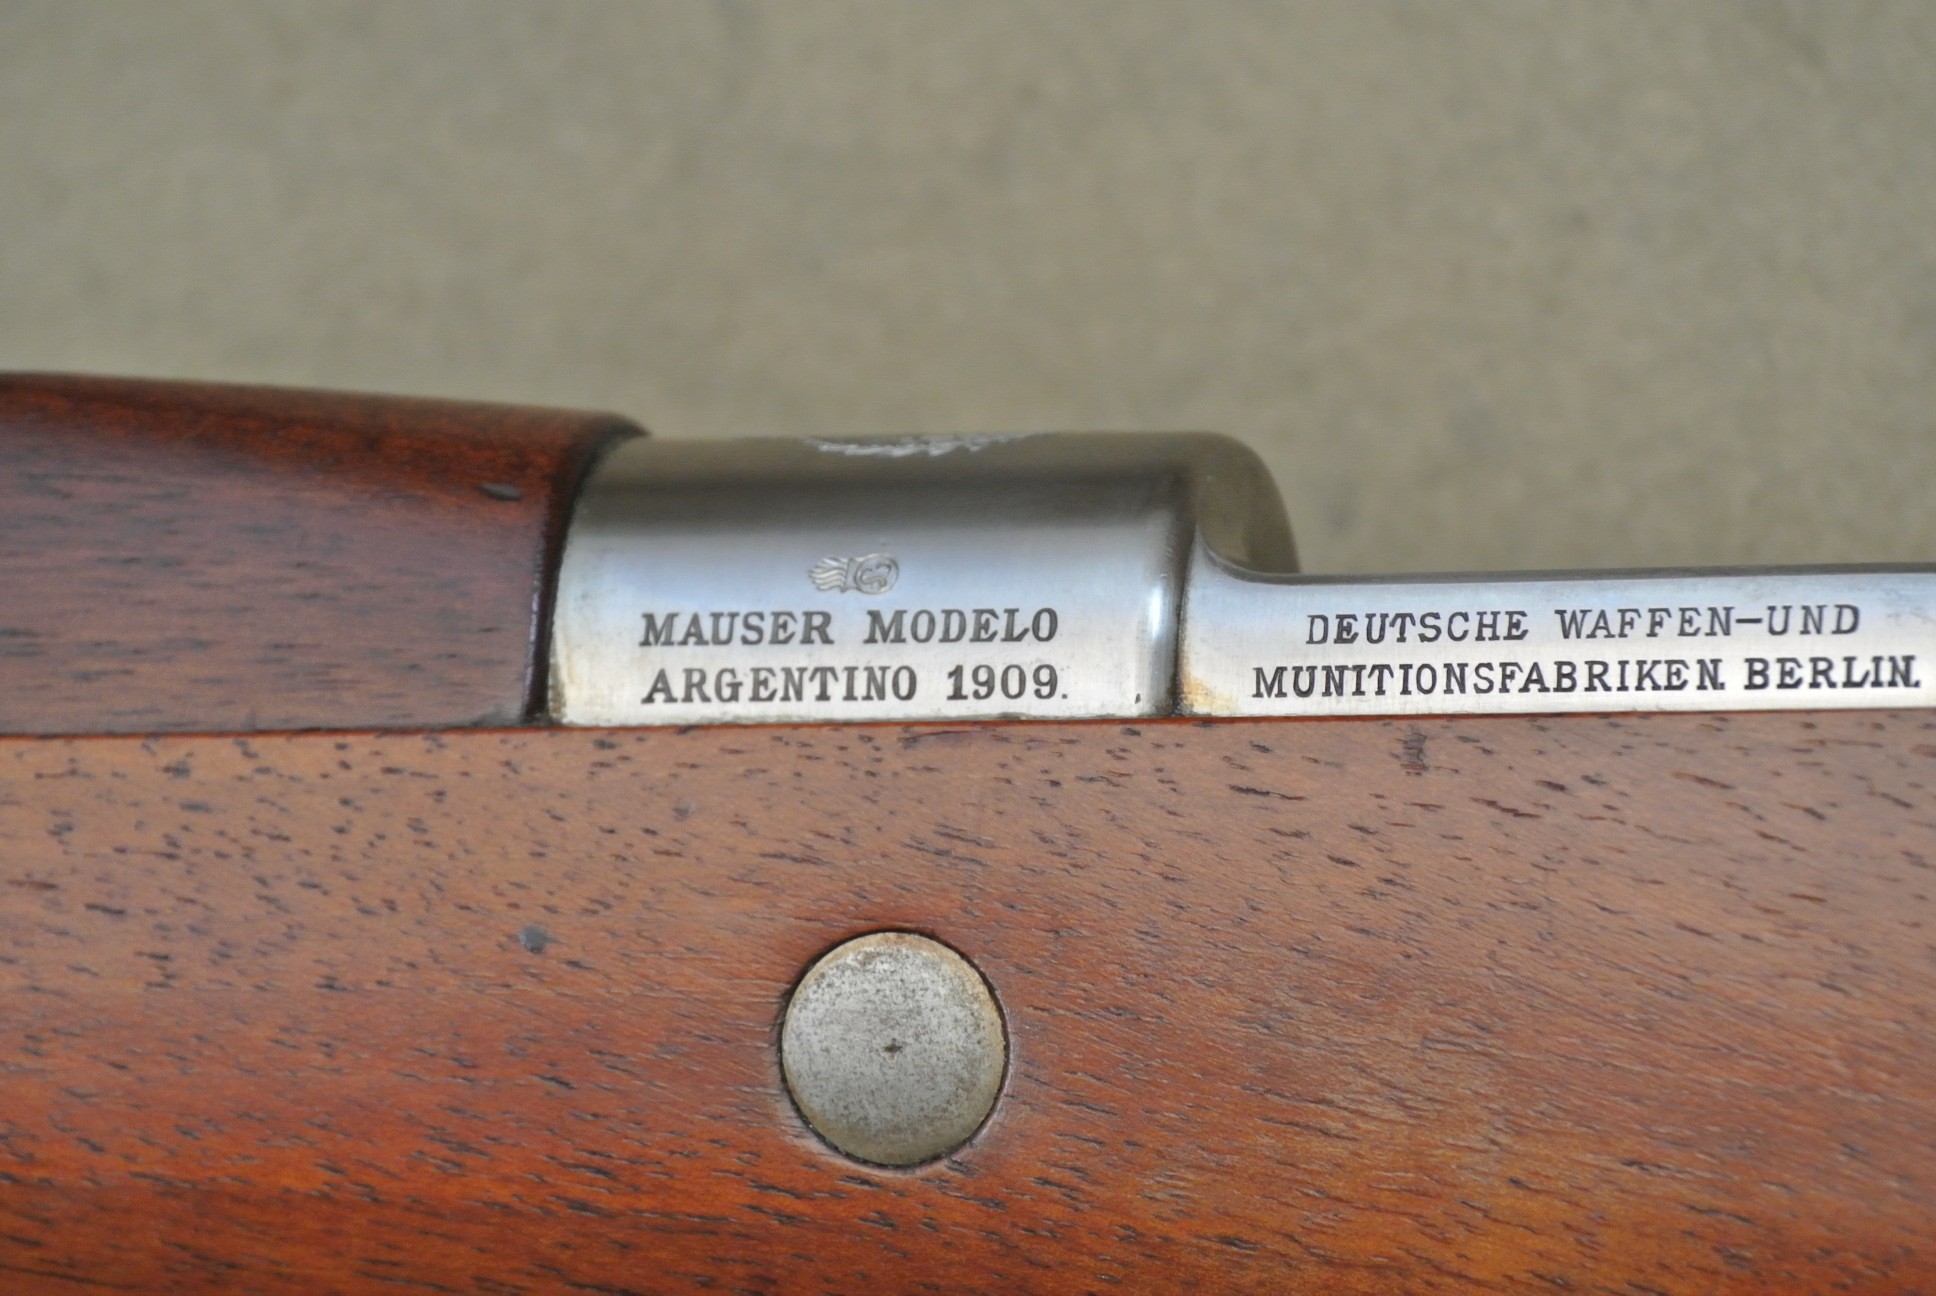 MAUSER MODELO
ARGENTINO 1909.
DEUTSCHE WAFFEN-UND
MUNITIONSFABRIKEN. BERLIN.